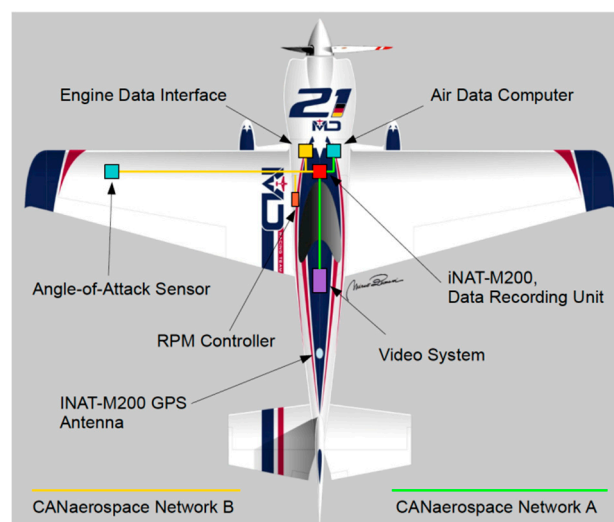 Engine Data Interface
Air Data Computer
21
MD
MD
Angle-of-Attack Sensor
iNAT-M200,
Data Recording Unit
RPM Controller
Video System
INAT-M200 GPS
Antenna
CANaerospace Network B
CANaerospace Network A